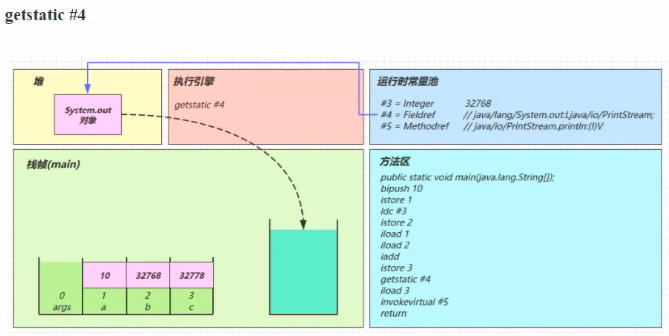 getstatic #4
堆
System.out
对象
执行引擎
getstatic #4
运行时常量池
#3 = Integer 32768
#4 = Fieldref // java/lang/System.out:Ljava/io/PrintStream;
#5 = Methodref // java/io/PrintStream.println:(I)V
栈帧(main)
10 32768 32778
0 1 2 3
args a b c
方法区
public static void main(java.lang.String[]);
bipush 10
istore 1
ldc #3
istore 2
iload 1
iload 2
iadd
istore 3
getstatic #4
iload 3
invokevirtual #5
return